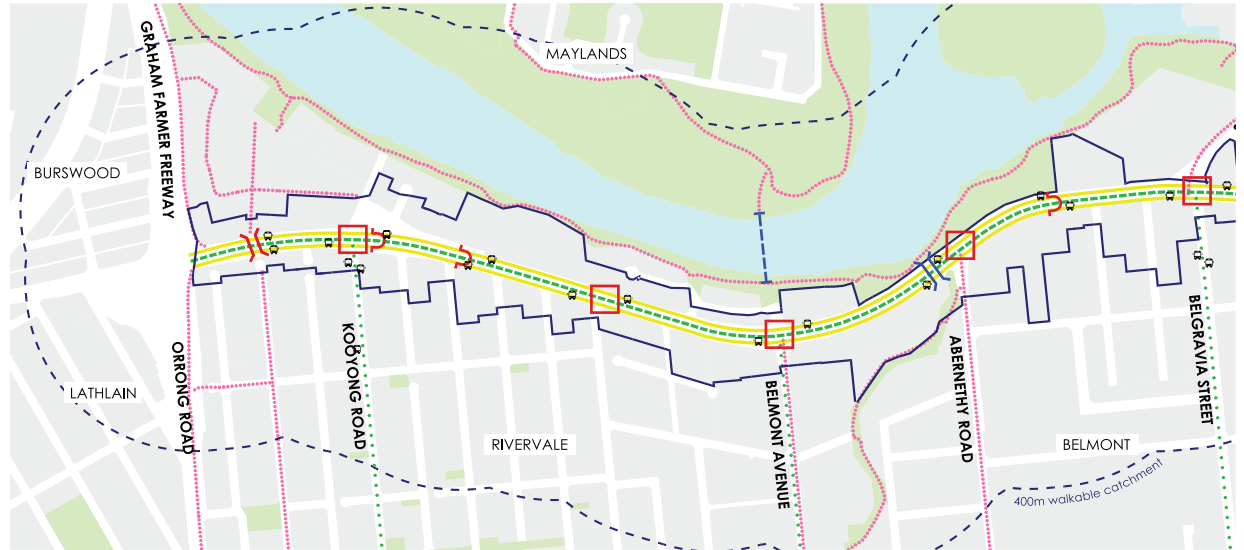 MAYLANDS
GRAHAM FARMER FREEWAY
BURSWOOD
ORRONG ROAD
KOOYONG ROAD
LATHLAIN
RIVERVALE
BELMONT AVENUE
ABERNETHY ROAD
BELGRAVIA STREET
BELMONT
400m walkable catchment